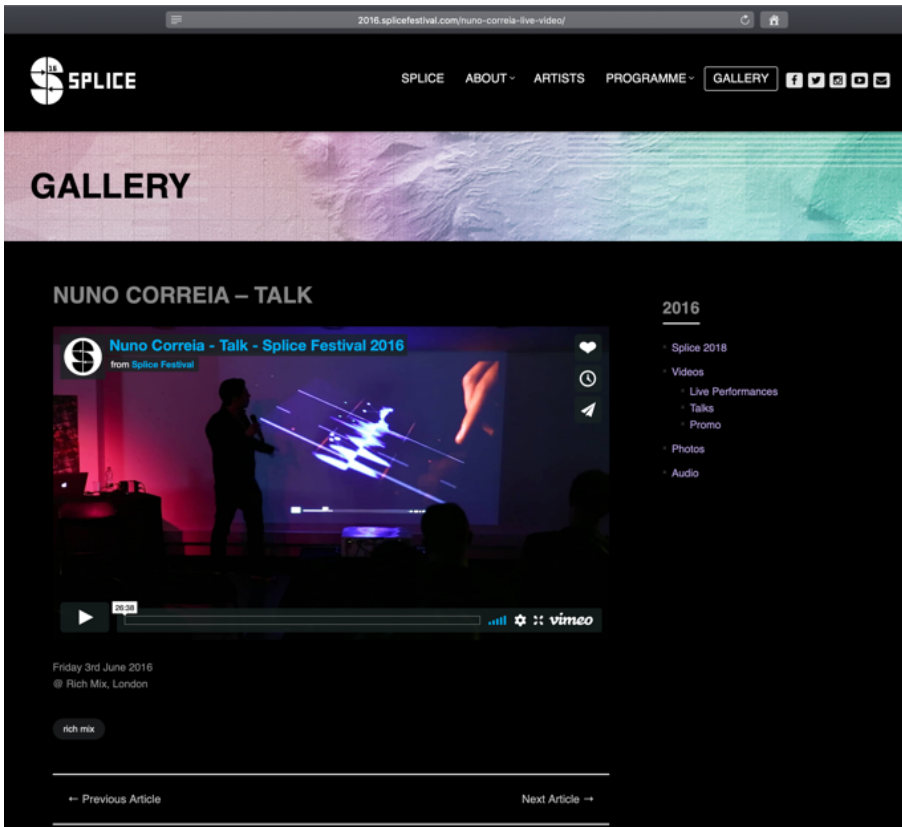 2016.splicefestival.com/nuno-correia-live-video/
16
SPLICE
SPLICE ABOUT ARTISTS PROGRAMME GALLERY
GALLERY
NUNO CORREIA – TALK
Nuno Correia - Talk - Splice Festival 2016
from Splice Festival
26:38
vimeo
Friday 3rd June 2016
@ Rich Mix, London
rich mix
← Previous Article Next Article →
2016
Splice 2018
Videos
Live Performances
Talks
Promo
Photos
Audio